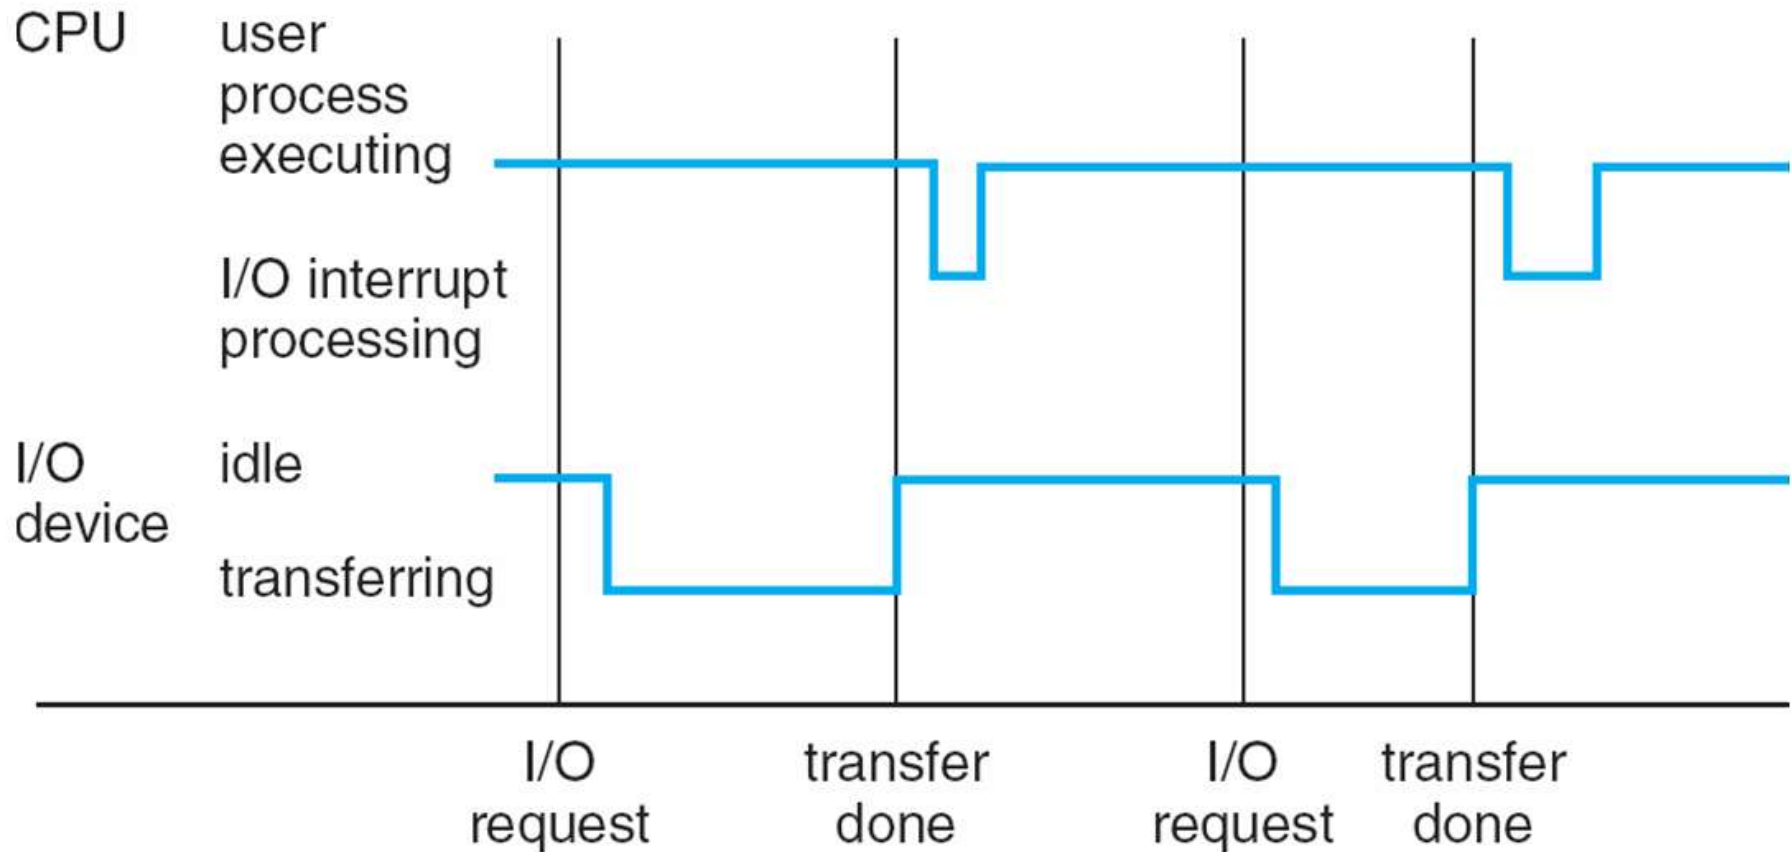 CPU user
process
executing
I/O interrupt
processing
I/O idle
device
transferring
I/O transfer I/O transfer
request done request done